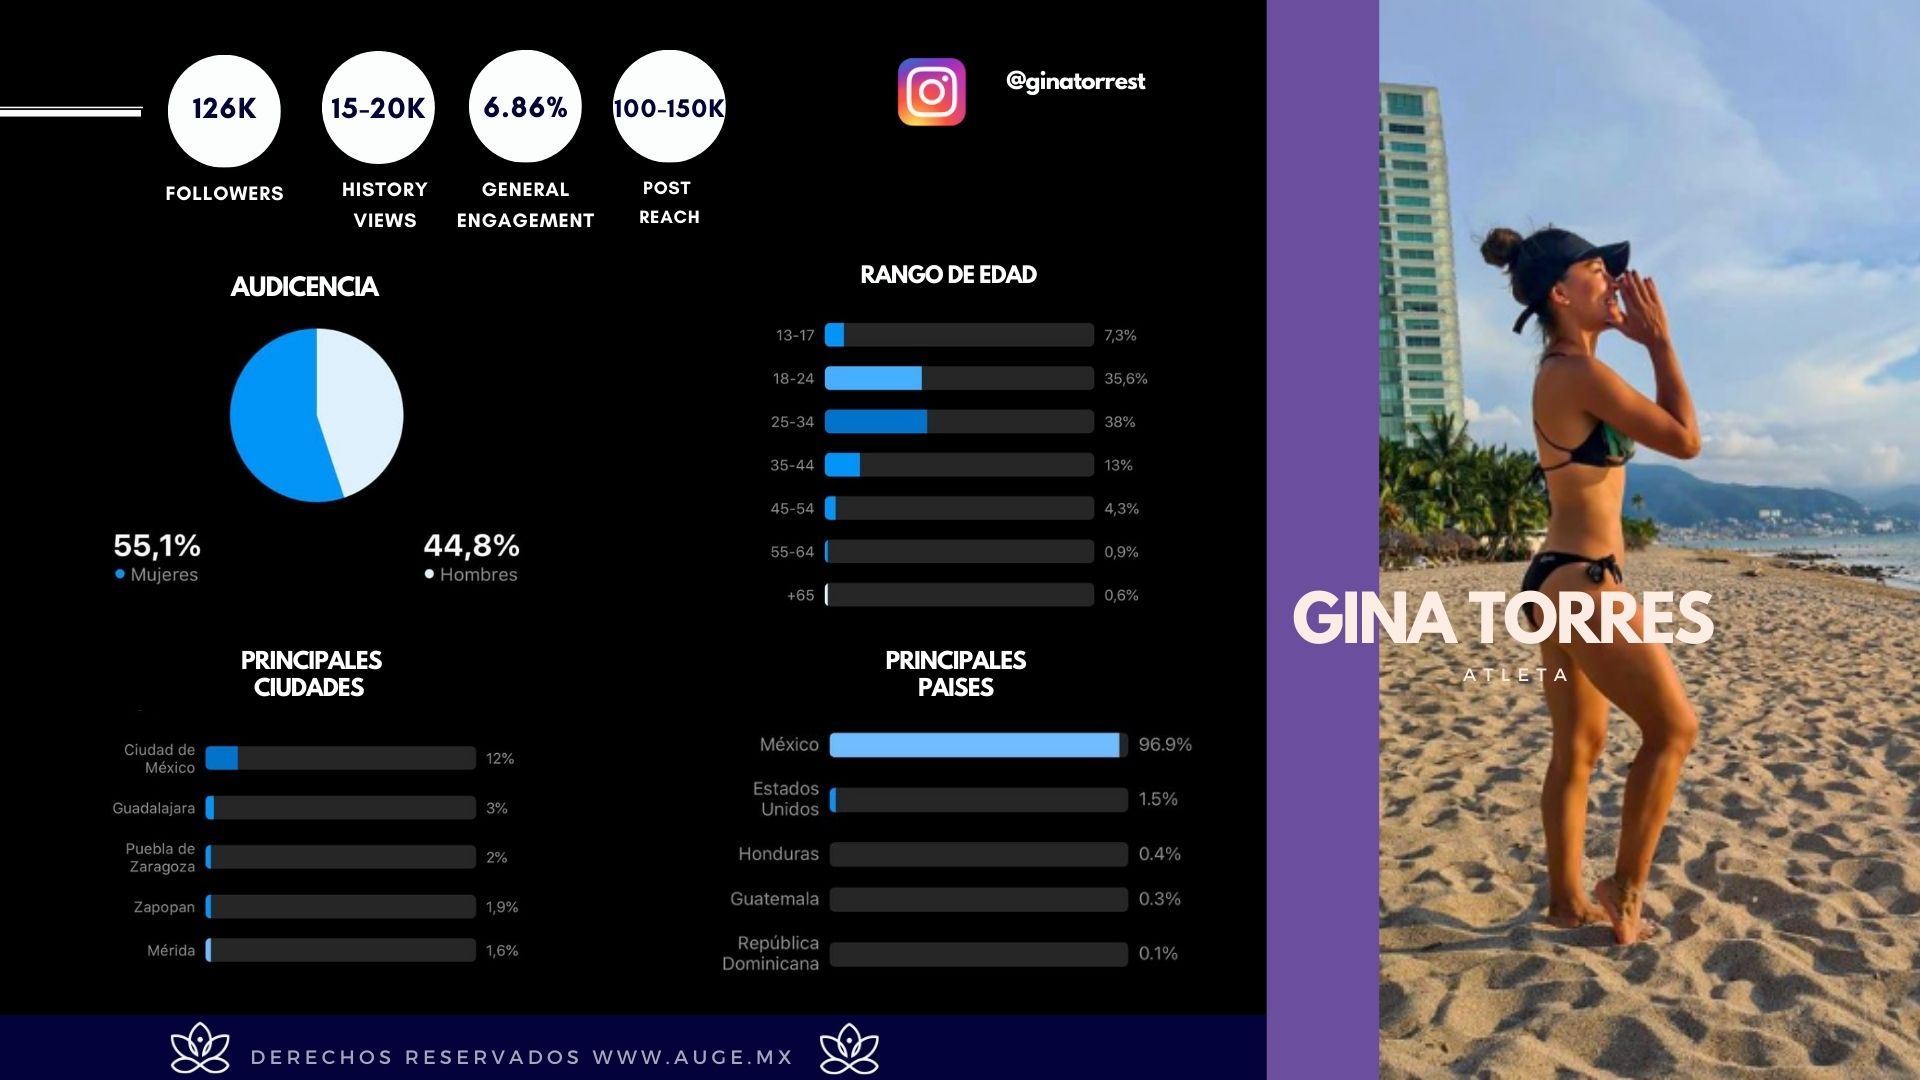 126K
FOLLOWERS
15-20K
HISTORY
VIEWS
6.86%
GENERAL
ENGAGEMENT
100-150K
POST
REACH
@ginatorrest
AUDICENCIA
55,1%
Mujeres
44,8%
Hombres
RANGO DE EDAD
13-17 7,3%
18-24 35,6%
25-34 38%
35-44 13%
45-54 4,3%
55-64 0,9%
+65 0,6%
PRINCIPALES
CIUDADES
Ciudad de
México 12%
Guadalajara 3%
Puebla de
Zaragoza 2%
Zapopan 1,9%
Mérida 1,6%
PRINCIPALES
PAISES
México 96.9%
Estados
Unidos 1.5%
Honduras 0.4%
Guatemala 0.3%
República
Dominicana 0.1%
GINA TORRES
ATLETA
DERECHOS RESERVADOS WWW.AUGE.MX